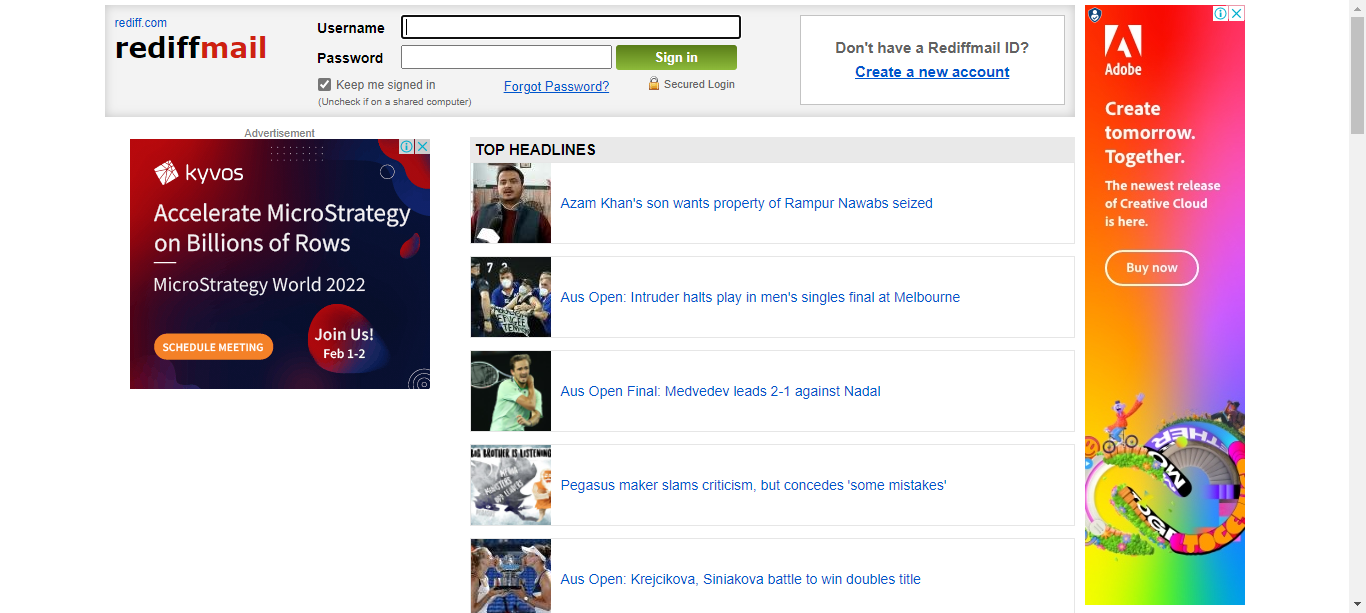 rediff.com
rediffmail
Username
Password
Sign in
Keep me signed in
(Uncheck if on a shared computer)
Forgot Password?
Secured Login
Don't have a Rediffmail ID?
Create a new account
Advertisement
kyvos
Accelerate MicroStrategy
on Billions of Rows
MicroStrategy World 2022
SCHEDULE MEETING
Join Us!
Feb 1-2
TOP HEADLINES
Azam Khan's son wants property of Rampur Nawabs seized
Aus Open: Intruder halts play in men's singles final at Melbourne
Aus Open Final: Medvedev leads 2-1 against Nadal
BIG BROTHER IS LISTENING
Pegasus maker slams criticism, but concedes 'some mistakes'
Aus Open: Krejcikova, Siniakova battle to win doubles title
Adobe
Create
tomorrow.
Together.
The newest release
of Creative Cloud
is here.
Buy now